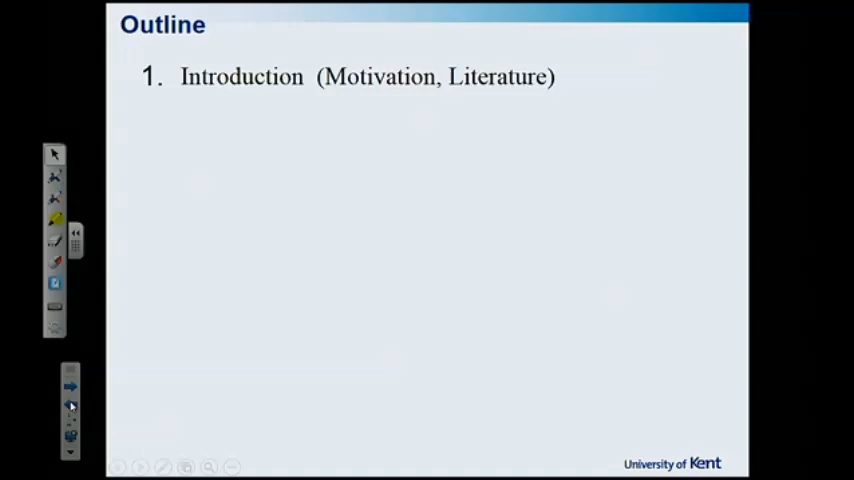 Outline
1. Introduction (Motivation, Literature)
University of Kent